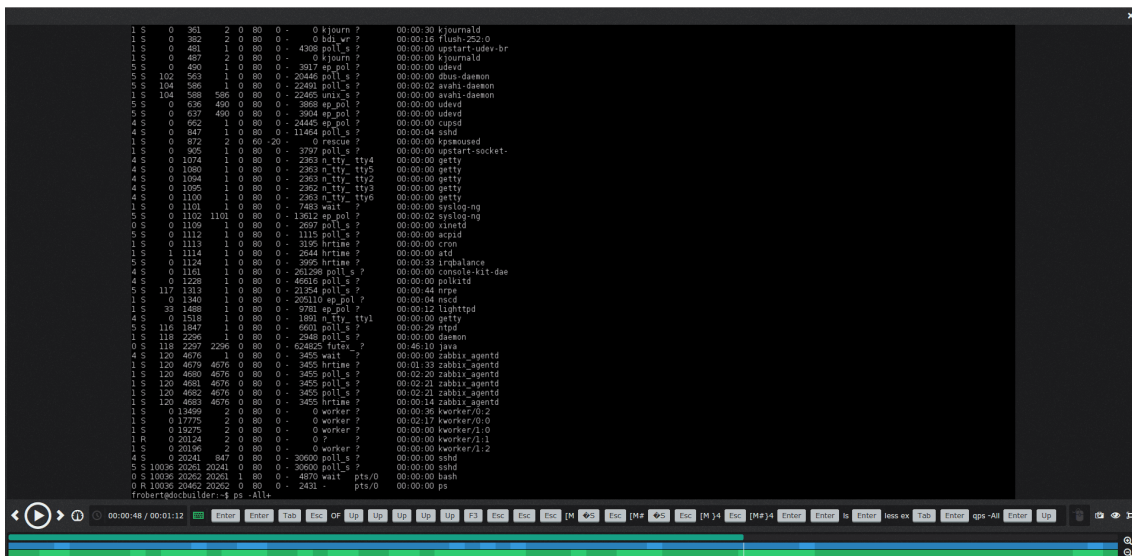 1 S 0 361 2 0 80 0 - 0 kjourn ? 00:00:30 kjournald
1 S 0 382 2 0 80 0 - 0 bdi_wr ? 00:00:16 flush-252:0
1 S 0 481 1 0 80 0 - 4308 poll_s ? 00:00:00 upstart-udev-br
1 S 0 487 2 0 80 0 - 0 kjourn ? 00:00:00 kjournald
5 S 0 490 1 0 80 0 - 3917 ep_pol ? 00:00:00 udevd
5 S 102 563 1 0 80 0 - 20446 poll_s ? 00:00:00 dbus-daemon
5 S 104 586 1 0 80 0 - 22491 poll_s ? 00:00:02 avahi-daemon
1 S 104 588 586 0 80 0 - 22465 unix_s ? 00:00:00 avahi-daemon
5 S 0 636 490 0 80 0 - 3868 ep_pol ? 00:00:00 udevd
5 S 0 637 490 0 80 0 - 3904 ep_pol ? 00:00:00 udevd
4 S 0 662 1 0 80 0 - 24445 ep_pol ? 00:00:00 cupsd
4 S 0 847 1 0 80 0 - 11464 poll_s ? 00:00:04 sshd
1 S 0 872 2 0 60 -20 - 0 rescue ? 00:00:00 kpsmoused
1 S 0 905 1 0 80 0 - 3797 poll_s ? 00:00:00 upstart-socket-
4 S 0 1074 1 0 80 0 - 2363 n_tty_ tty4 00:00:00 getty
4 S 0 1080 1 0 80 0 - 2363 n_tty_ tty5 00:00:00 getty
4 S 0 1094 1 0 80 0 - 2363 n_tty_ tty2 00:00:00 getty
4 S 0 1095 1 0 80 0 - 2362 n_tty_ tty3 00:00:00 getty
4 S 0 1100 1 0 80 0 - 2363 n_tty_ tty6 00:00:00 getty
1 S 0 1101 1 0 80 0 - 7483 wait ? 00:00:00 syslog-ng
5 S 0 1102 1101 0 80 0 - 13612 ep_pol ? 00:00:02 syslog-ng
0 S 0 1109 1 0 80 0 - 2697 poll_s ? 00:00:00 xinetd
5 S 0 1112 1 0 80 0 - 1115 poll_s ? 00:00:00 acpid
1 S 0 1113 1 0 80 0 - 3195 hrtime ? 00:00:00 cron
1 S 1 1114 1 0 80 0 - 2644 hrtime ? 00:00:00 atd
5 S 0 1124 1 0 80 0 - 3995 hrtime ? 00:00:33 irqbalance
4 S 0 1161 1 0 80 0 - 261298 poll_s ? 00:00:00 console-kit-dae
4 S 0 1228 1 0 80 0 - 46616 poll_s ? 00:00:00 polkitd
5 S 117 1313 1 0 80 0 - 21354 poll_s ? 00:00:44 nrpe
1 S 0 1340 1 0 80 0 - 205110 ep_pol ? 00:00:04 nscd
1 S 33 1488 1 0 80 0 - 9781 ep_pol ? 00:00:12 lighttpd
4 S 0 1518 1 0 80 0 - 1891 n_tty_ tty1 00:00:00 getty
5 S 116 1847 1 0 80 0 - 6601 poll_s ? 00:00:29 ntpd
1 S 118 2296 1 0 80 0 - 2948 poll_s ? 00:00:00 daemon
0 S 118 2297 2296 0 80 0 - 624825 futex_ ? 00:46:10 java
4 S 120 4676 1 0 80 0 - 3455 wait ? 00:00:00 zabbix_agentd
1 S 120 4679 4676 0 80 0 - 3455 hrtime ? 00:01:33 zabbix_agentd
1 S 120 4680 4676 0 80 0 - 3455 poll_s ? 00:02:20 zabbix_agentd
1 S 120 4681 4676 0 80 0 - 3455 poll_s ? 00:02:21 zabbix_agentd
1 S 120 4682 4676 0 80 0 - 3455 poll_s ? 00:02:21 zabbix_agentd
1 S 120 4683 4676 0 80 0 - 3455 hrtime ? 00:00:14 zabbix_agentd
1 S 0 13499 2 0 80 0 - 0 worker ? 00:00:36 kworker/0:2
1 S 0 17775 2 0 80 0 - 0 worker ? 00:02:17 kworker/0:0
1 S 0 19275 2 0 80 0 - 0 worker ? 00:00:00 kworker/1:0
1 R 0 20124 2 0 80 0 - 0 ? ? 00:00:00 kworker/1:1
1 S 0 20196 2 0 80 0 - 0 worker ? 00:00:00 kworker/1:2
4 S 0 20241 847 0 80 0 - 30600 poll_s ? 00:00:00 sshd
5 S 10036 20261 20241 0 80 0 - 30600 poll_s ? 00:00:00 sshd
0 S 10036 20262 20261 1 80 0 - 4870 wait pts/0 00:00:00 bash
0 R 10036 20462 20262 0 80 0 - 2431 - pts/0 00:00:00 ps
frobert@docbuilder:~$ ps -All+
00:00:48 / 00:01:12 Enter Enter Tab Esc OF Up Up Up Up Up F3 Esc Esc Esc [M �S Esc [M# �S Esc [M }4 Esc [M#}4 Enter Enter ls Enter less ex Tab Enter qps -All Enter Up